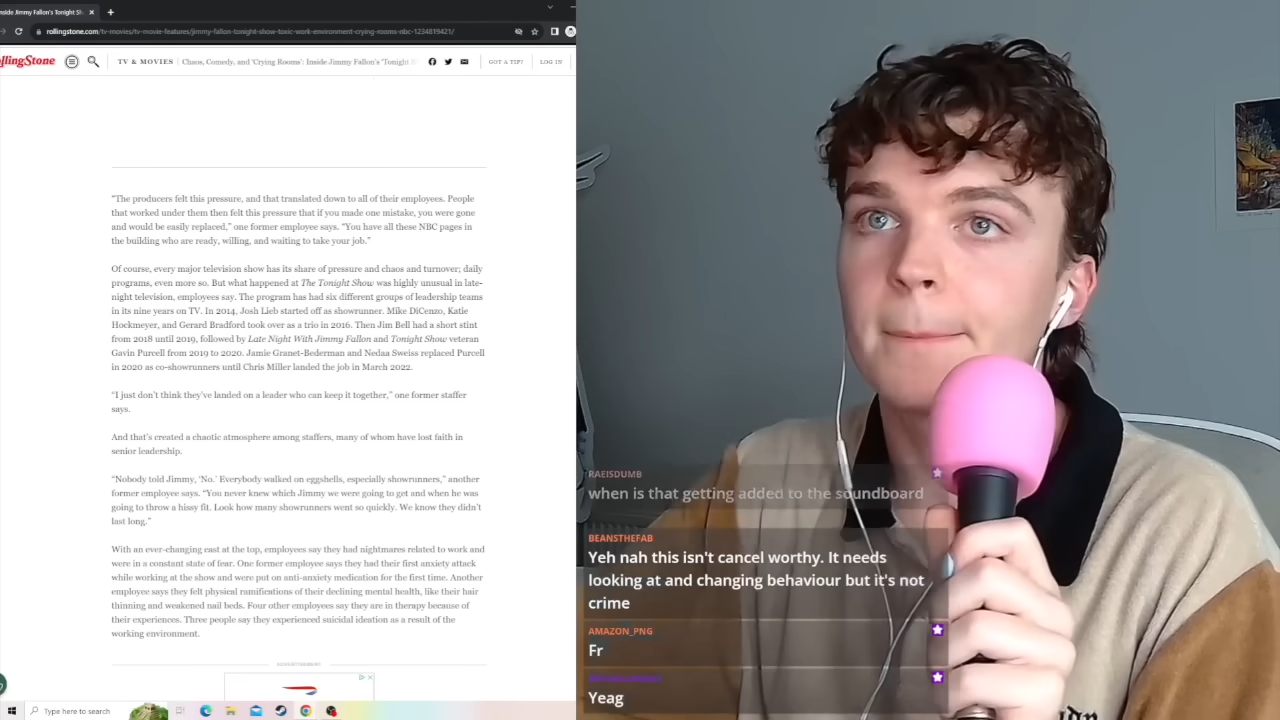 Inside Jimmy Fallon's Tonight Sh
rollingstone.com/tv-movies/tv-movie-features/jimmy-fallon-tonight-show-toxic-work-environment-crying-rooms-nbc-1234819421/
llingStone
TV & MOVIES
Chaos, Comedy, and 'Crying Rooms': Inside Jimmy Fallon's 'Tonight S
GOT A TIP?
LOG IN
"The producers felt this pressure, and that translated down to all of their employees. People
that worked under them then felt this pressure that if you made one mistake, you were gone
and would be easily replaced," one former employee says. "You have all these NBC pages in
the building who are ready, willing, and waiting to take your job."
Of course, every major television show has its share of pressure and chaos and turnover; daily
programs, even more so. But what happened at The Tonight Show was highly unusual in late-
night television, employees say. The program has had six different groups of leadership teams
in its nine years on TV. In 2014, Josh Lieb started off as showrunner. Mike DiCenzo, Katie
Hockmeyer, and Gerard Bradford took over as a trio in 2016. Then Jim Bell had a short stint
from 2018 until 2019, followed by Late Night With Jimmy Fallon and Tonight Show veteran
Gavin Purcell from 2019 to 2020. Jamie Granet-Bederman and Nedaa Sweiss replaced Purcell
in 2020 as co-showrunners until Chris Miller landed the job in March 2022.
"I just don't think they've landed on a leader who can keep it together," one former staffer
says.
And that's created a chaotic atmosphere among staffers, many of whom have lost faith in
senior leadership.
"Nobody told Jimmy, 'No.' Everybody walked on eggshells, especially showrunners," another
former employee says. "You never knew which Jimmy we were going to get and when he was
going to throw a hissy fit. Look how many showrunners went so quickly. We know they didn't
last long."
With an ever-changing cast at the top, employees say they had nightmares related to work and
were in a constant state of fear. One former employee says they had their first anxiety attack
while working at the show and were put on anti-anxiety medication for the first time. Another
employee says they felt physical ramifications of their declining mental health, like their hair
thinning and weakened nail beds. Four other employees say they are in therapy because of
their experiences. Three people say they experienced suicidal ideation as a result of the
working environment.
ADVERTISEMENT
Type here to search
RAEISDUMB
when is that getting added to the soundboard
BEANSTHEFAB
Yeh nah this isn't cancel worthy. It needs
looking at and changing behaviour but it's not
crime
AMAZON_PNG
Fr
Yeag